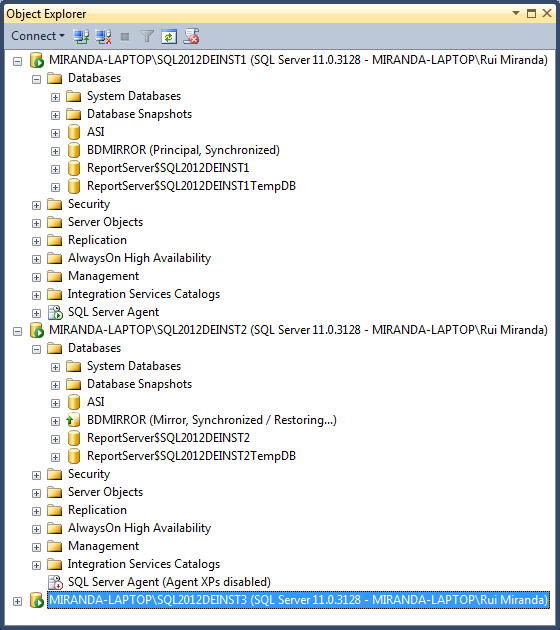 Object Explorer
Connect
MIRANDA-LAPTOP\SQL2012DEINST1 (SQL Server 11.0.3128 - MIRANDA-LAPTOP\Rui Miranda)
Databases
System Databases
Database Snapshots
ASI
BDMIRROR (Principal, Synchronized)
ReportServer$SQL2012DEINST1
ReportServer$SQL2012DEINST1TempDB
Security
Server Objects
Replication
AlwaysOn High Availability
Management
Integration Services Catalogs
SQL Server Agent
MIRANDA-LAPTOP\SQL2012DEINST2 (SQL Server 11.0.3128 - MIRANDA-LAPTOP\Rui Miranda)
Databases
System Databases
Database Snapshots
ASI
BDMIRROR (Mirror, Synchronized / Restoring...)
ReportServer$SQL2012DEINST2
ReportServer$SQL2012DEINST2TempDB
Security
Server Objects
Replication
AlwaysOn High Availability
Management
Integration Services Catalogs
SQL Server Agent (Agent XPs disabled)
MIRANDA-LAPTOP\SQL2012DEINST3 (SQL Server 11.0.3128 - MIRANDA-LAPTOP\Rui Miranda)